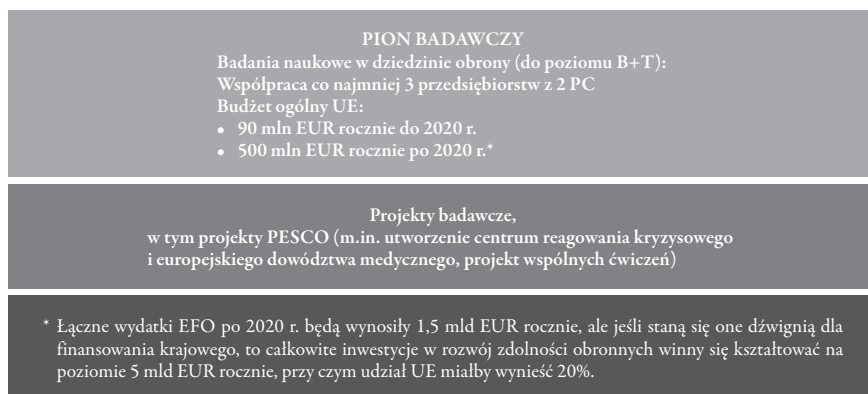 PION BADAWCZY
Badania naukowe w dziedzinie obrony (do poziomu B+T):
Współpraca co najmniej 3 przedsiębiorstw z 2 PC
Budżet ogólny UE:
• 90 mln EUR rocznie do 2020 r.
• 500 mln EUR rocznie po 2020 r.*
Projekty badawcze,
w tym projekty PESCO (m.in. utworzenie centrum reagowania kryzysowego
i europejskiego dowództwa medycznego, projekt wspólnych ćwiczeń)
* Łączne wydatki EFO po 2020 r. będą wynosiły 1,5 mld EUR rocznie, ale jeśli staną się one dźwignią dla
finansowania krajowego, to całkowite inwestycje w rozwój zdolności obronnych winny się kształtować na
poziomie 5 mld EUR rocznie, przy czym udział UE miałby wynieść 20%.